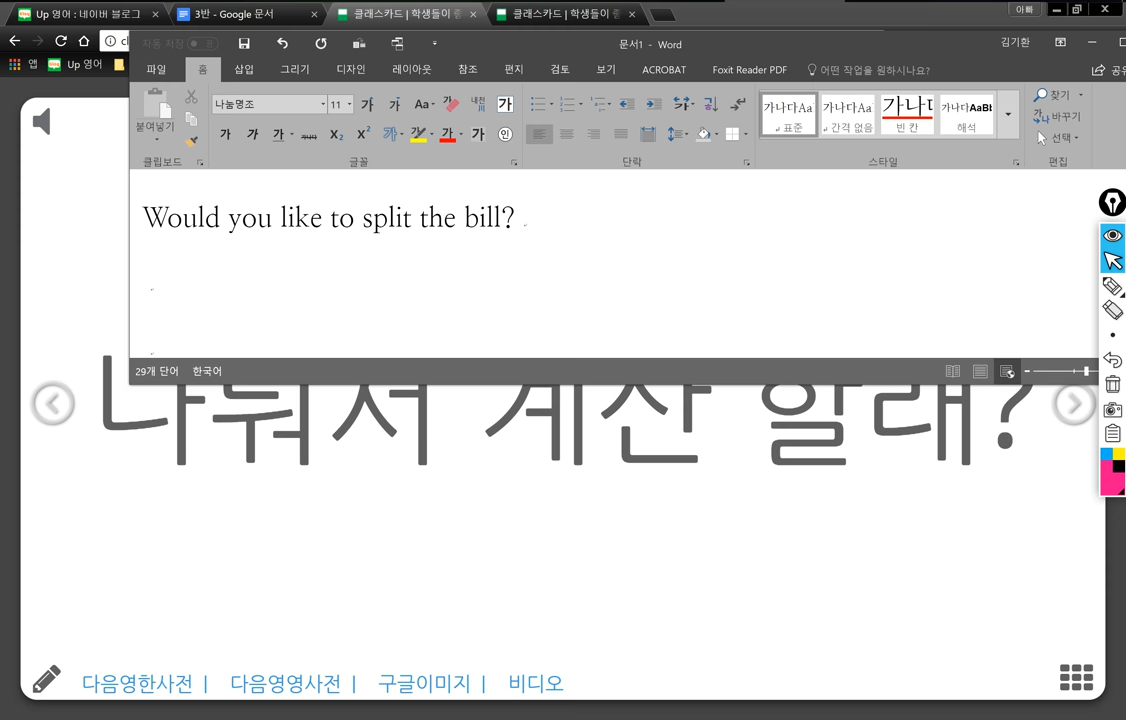 Up 영어 : 네이버 블로그
3반 - Google 문서
클래스카드 | 학생들이
클래스카드 | 학생들이
아빠
자동 저장
문서1 - Word
김기환
앱
Up 영어
파일
홈
삽입
그리기
디자인
레이아웃
참조
편지
검토
보기
ACROBAT
Foxit Reader PDF
어떤 작업을 원하시나요?
공유
붙여넣기
클립보드
나눔명조
11
글꼴
단락
가나다Aa
표준
가나다Aa
간격 없음
가나다
빈 칸
가나다AaBb
해석
스타일
찾기
바꾸기
선택
편집
Would you like to split the bill?
29개 단어
한국어
나눠서 계산 할래?
다음영한사전 | 다음영영사전 | 구글이미지 | 비디오